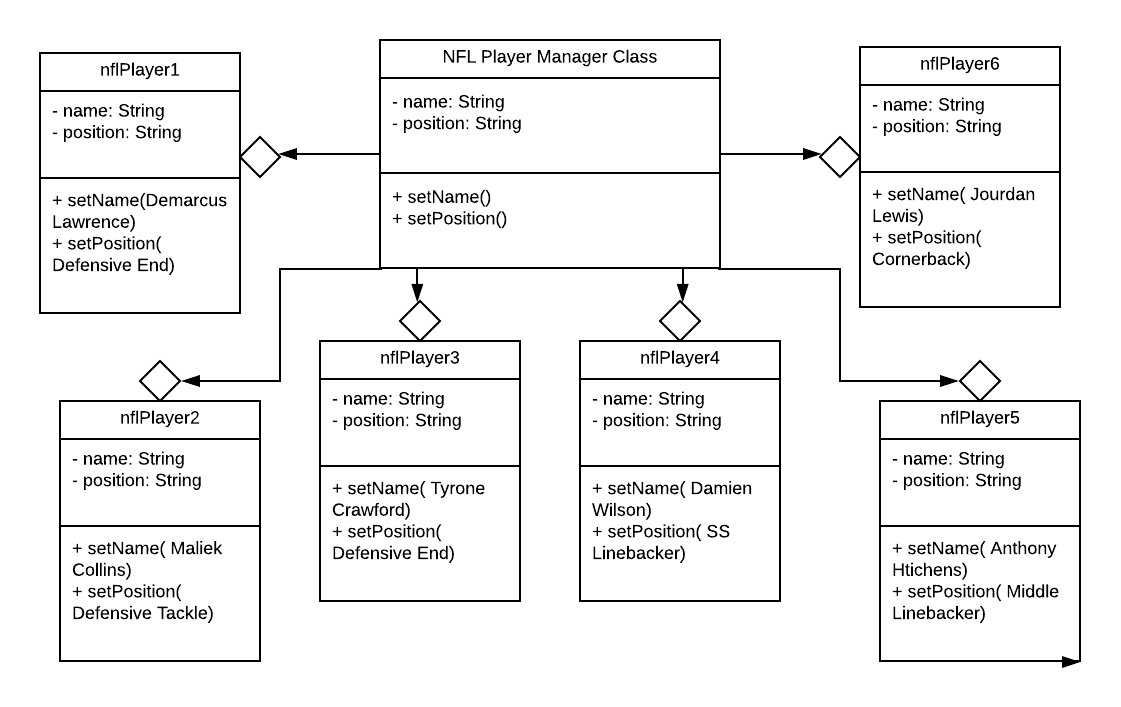 nflPlayer1
- name: String
- position: String
+ setName(Demarcus
Lawrence)
+ setPosition(
Defensive End)
NFL Player Manager Class
- name: String
- position: String
+ setName()
+ setPosition()
nflPlayer6
- name: String
- position: String
+ setName( Jourdan
Lewis)
+ setPosition(
Cornerback)
nflPlayer2
- name: String
- position: String
+ setName( Maliek
Collins)
+ setPosition(
Defensive Tackle)
nflPlayer3
- name: String
- position: String
+ setName( Tyrone
Crawford)
+ setPosition(
Defensive End)
nflPlayer4
- name: String
- position: String
+ setName( Damien
Wilson)
+ setPosition( SS
Linebacker)
nflPlayer5
- name: String
- position: String
+ setName( Anthony
Htichens)
+ setPosition( Middle
Linebacker)